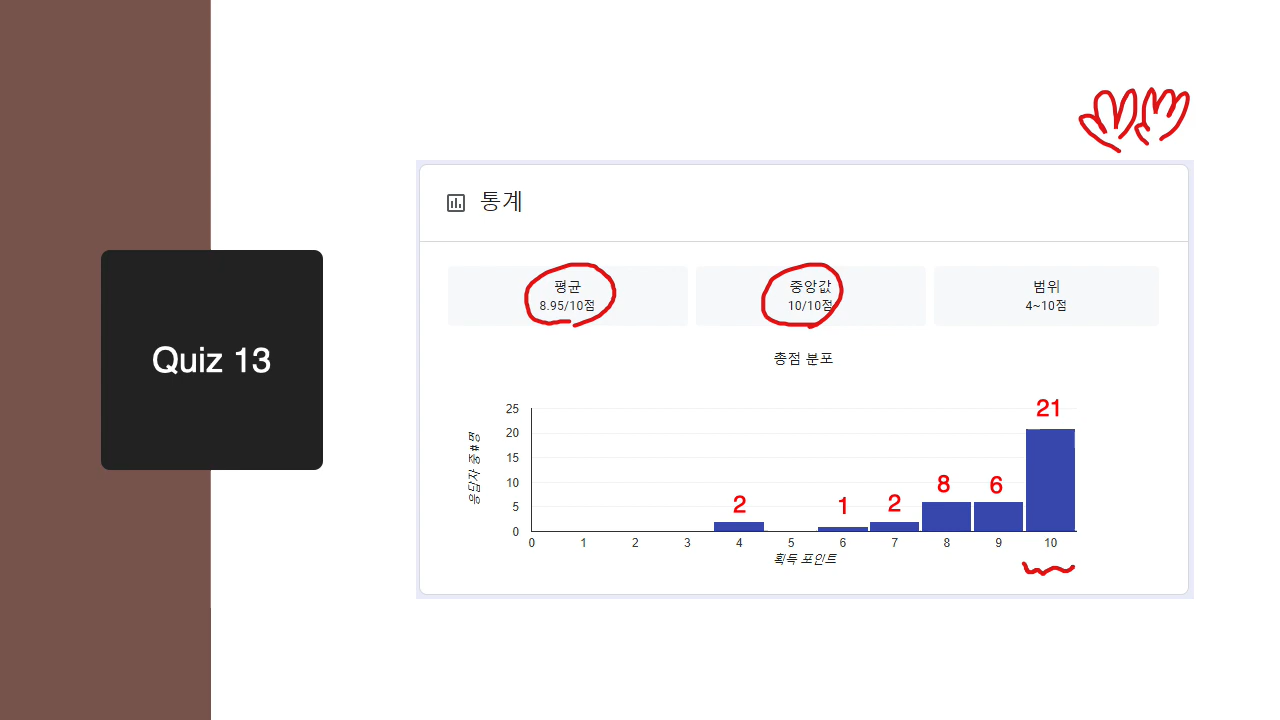 Quiz 13
통계
평균
8.95/10점
중앙값
10/10점
범위
4~10점
총점 분포
응답자 중 #명
25
20
15
10
5
0
2
1
2
8
6
21
0 1 2 3 4 5 6 7 8 9 10
획득 포인트